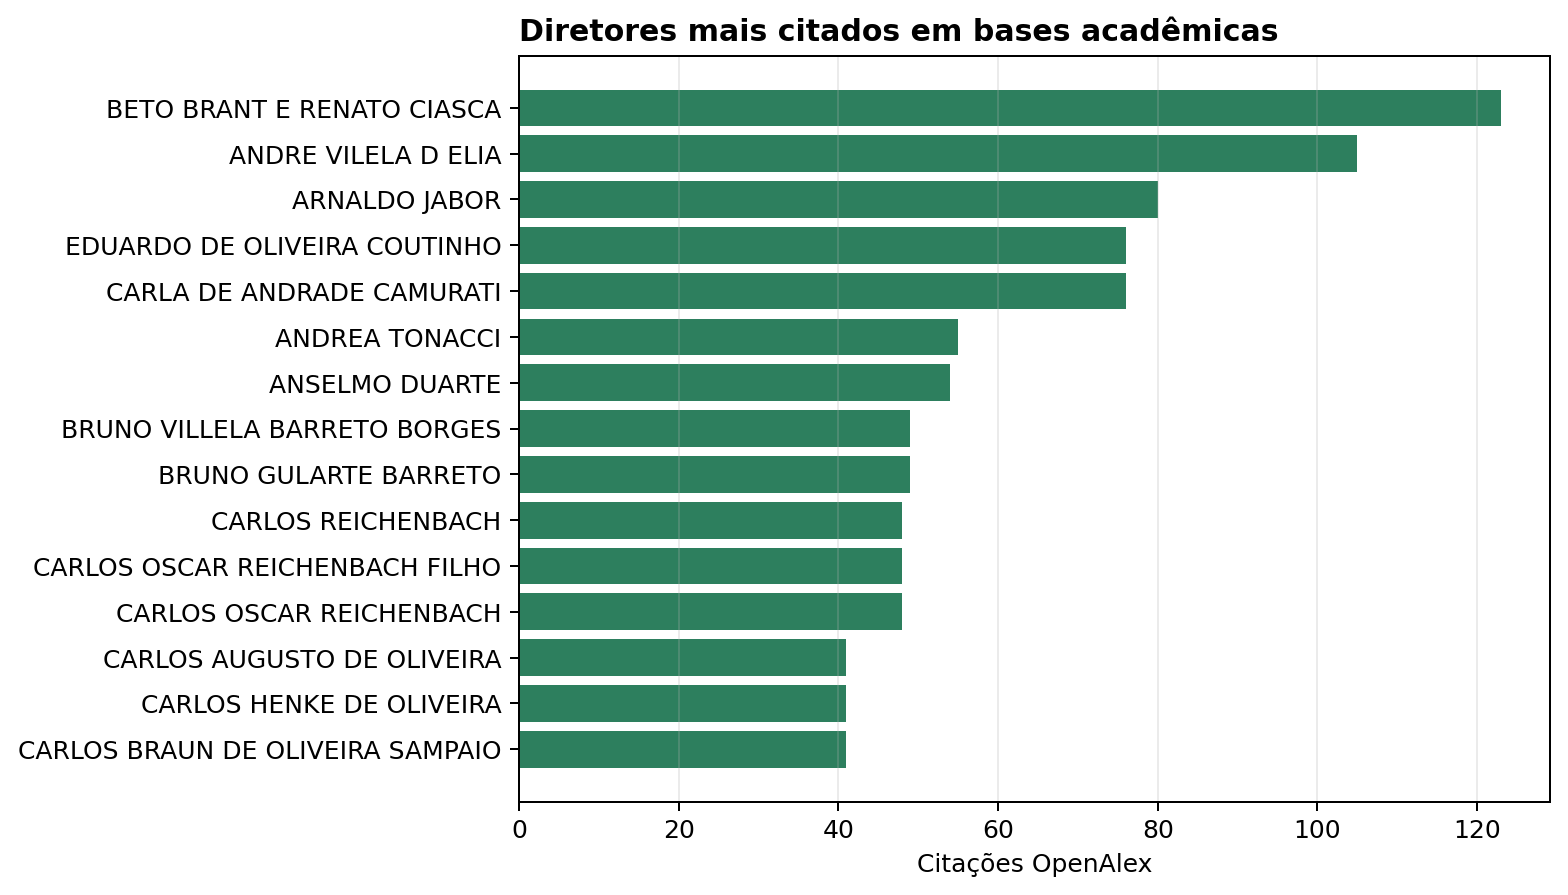 Diretores mais citados em bases acadêmicas
BETO BRANT E RENATO CIASCA
ANDRE VILELA D ELIA
ARNALDO JABOR
EDUARDO DE OLIVEIRA COUTINHO
CARLA DE ANDRADE CAMURATI
ANDREA TONACCI
ANSELMO DUARTE
BRUNO VILLELA BARRETO BORGES
BRUNO GULARTE BARRETO
CARLOS REICHENBACH
CARLOS OSCAR REICHENBACH FILHO
CARLOS OSCAR REICHENBACH
CARLOS AUGUSTO DE OLIVEIRA
CARLOS HENKE DE OLIVEIRA
CARLOS BRAUN DE OLIVEIRA SAMPAIO
0 20 40 60 80 100 120
Citações OpenAlex